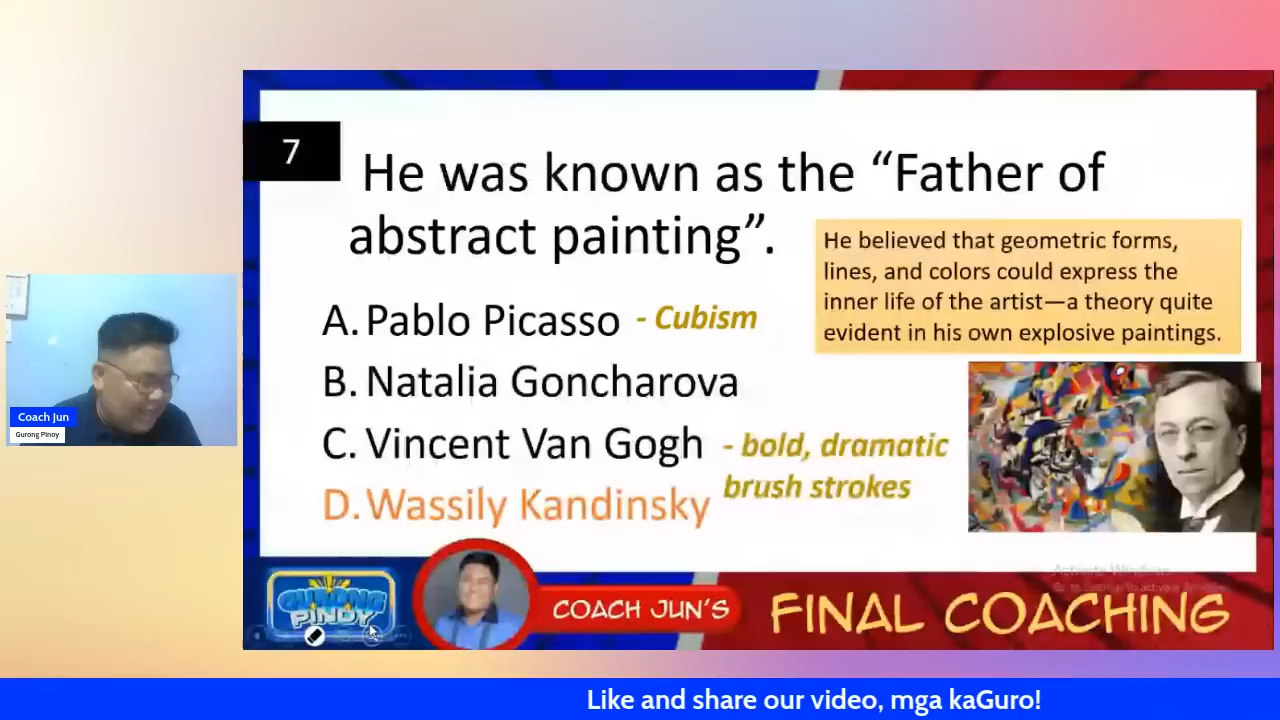 7
He was known as the “Father of
abstract painting”.
He believed that geometric forms,
lines, and colors could express the
inner life of the artist—a theory quite
evident in his own explosive paintings.
A. Pablo Picasso - Cubism
B. Natalia Goncharova
C. Vincent Van Gogh - bold, dramatic
brush strokes
D. Wassily Kandinsky
Coach Jun
Gurong Pinoy
Activate Windows
GURONG
PINOY
COACH JUN'S
FINAL COACHING
Like and share our video, mga kaGuro!